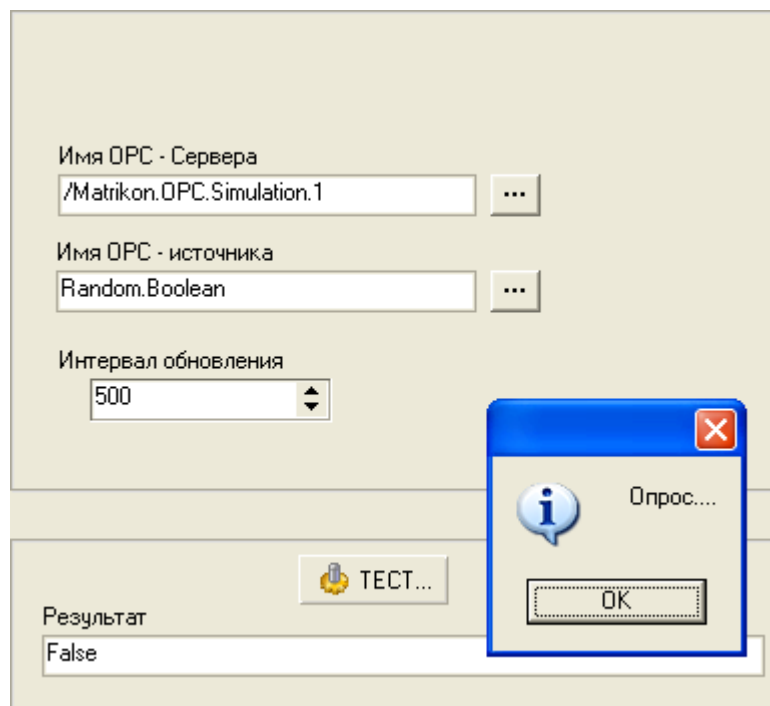 Имя OPC - Сервера
/Matrikon.OPC.Simulation.1
...
Имя OPC - источника
Random.Boolean
...
Интервал обновления
500
Опрос....
OK
ТЕСТ...
Результат
False